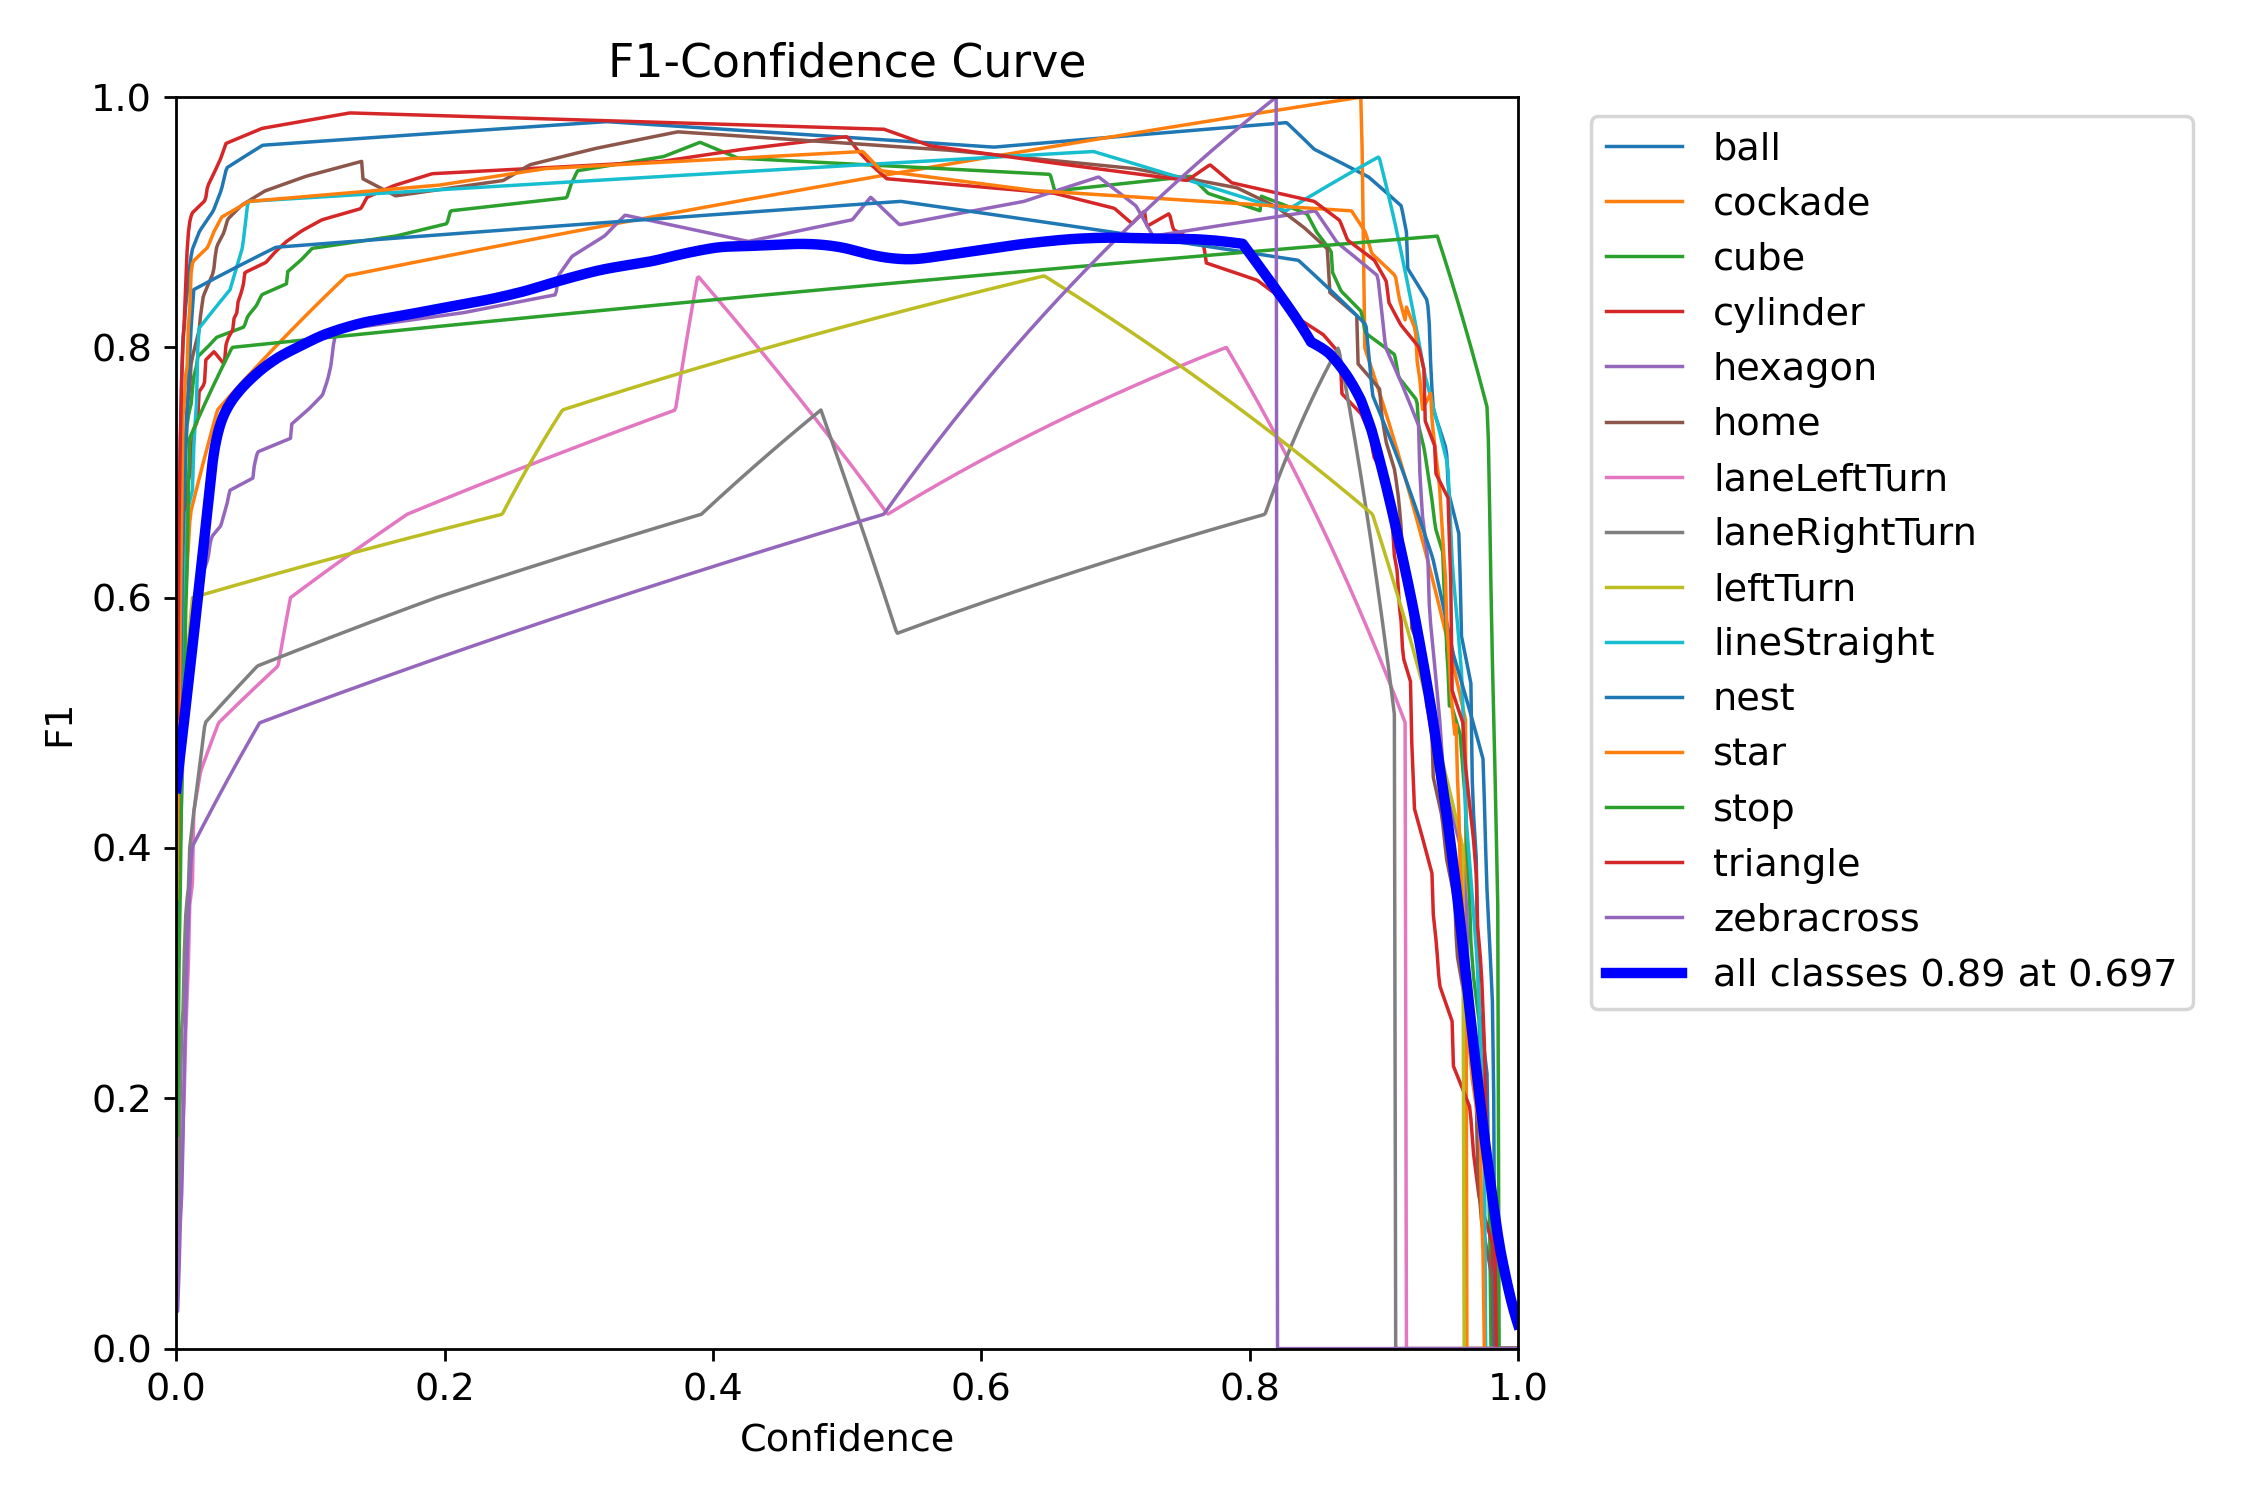 F1-Confidence Curve
1.0
0.8
0.6
0.4
0.2
0.0
F1
0.0 0.2 0.4 0.6 0.8 1.0
Confidence
ball
cockade
cube
cylinder
hexagon
home
laneLeftTurn
laneRightTurn
leftTurn
lineStraight
nest
star
stop
triangle
zebracross
all classes 0.89 at 0.697